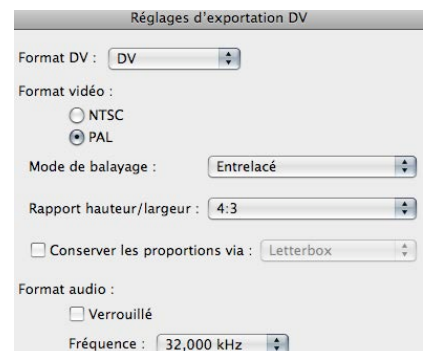 Réglages d'exportation DV
Format DV : DV
Format vidéo :
NTSC
PAL
Mode de balayage : Entrelacé
Rapport hauteur/largeur : 4:3
Conserver les proportions via : Letterbox
Format audio :
Verrouillé
Fréquence : 32,000 kHz